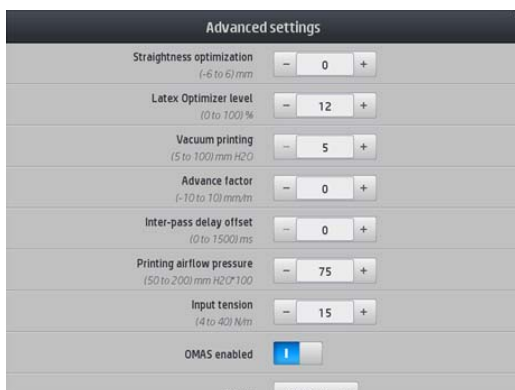 Advanced settings
Straightness optimization
(-6 to 6) mm
- 0 +
Latex Optimizer level
(0 to 100) %
- 12 +
Vacuum printing
(5 to 100) mm H2O
- 5 +
Advance factor
(-10 to 10) mm/m
- 0 +
Inter-pass delay offset
(0 to 1500) ms
- 0 +
Printing airflow pressure
(50 to 200) mm H2O*100
- 75 +
Input tension
(4 to 40) N/m
- 15 +
OMAS enabled
I